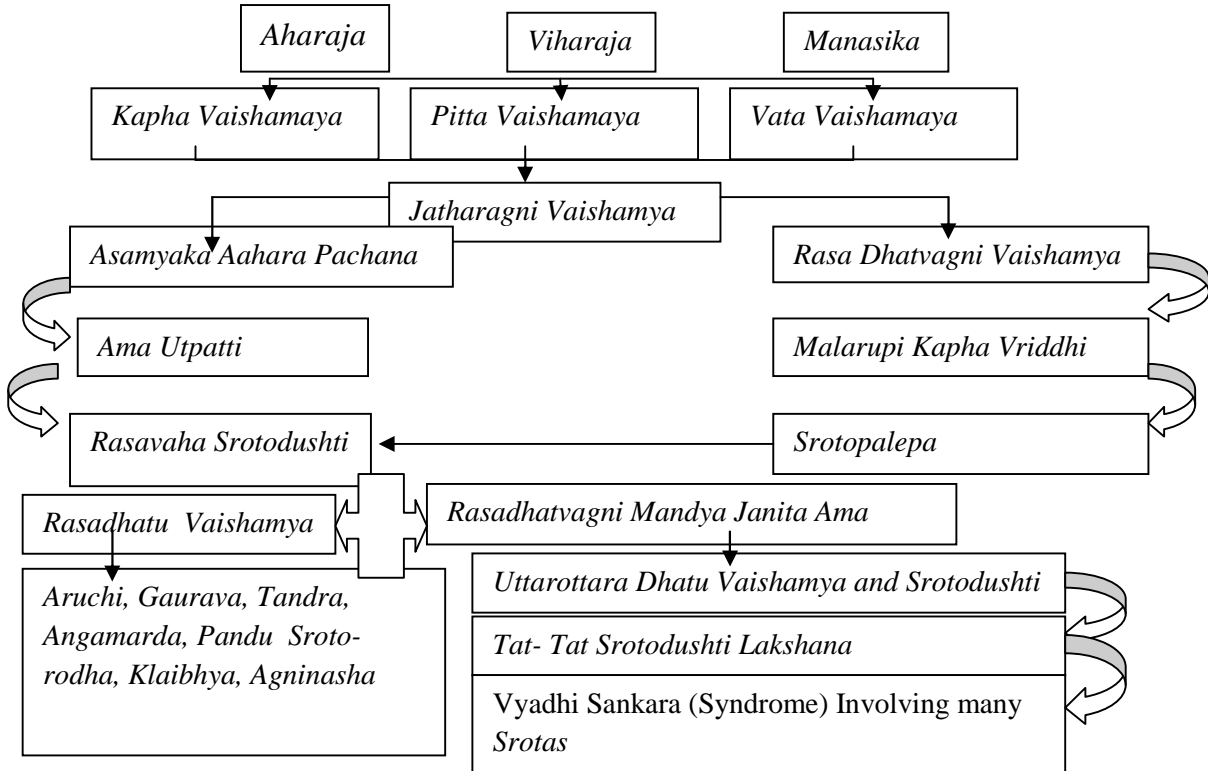 Aharaja
Viharaja
Manasika
Kapha Vaishamaya
Pitta Vaishamaya
Vata Vaishamaya
Jatharagni Vaishamya
Asamyaka Aahara Pachana
Rasa Dhatvagni Vaishamya
Ama Utpatti
Malarupi Kapha Vriddhi
Rasavaha Srotodushti
Srotopalepa
Rasadhatu Vaishamya
Rasadhatvagni Mandya Janita Ama
Aruchi, Gaurava, Tandra,
Angamarda, Pandu Sroto-
rodha, Klaibhya, Agninasha
Uttarottara Dhatu Vaishamya and Srotodushti
Tat- Tat Srotodushti Lakshana
Vyadhi Sankara (Syndrome) Involving many
Srotas